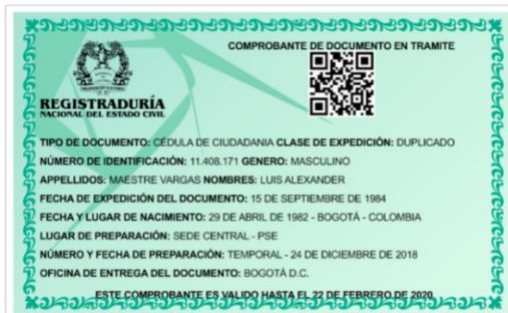 COMPROBANTE DE DOCUMENTO EN TRAMITE
REGISTRADURÍA
NACIONAL DEL ESTADO CIVIL
TIPO DE DOCUMENTO: CÉDULA DE CIUDADANIA CLASE DE EXPEDICIÓN: DUPLICADO
NÚMERO DE IDENTIFICACIÓN: 11.408.171 GENERO: MASCULINO
APPELLIDOS: MAESTRE VARGAS NOMBRES: LUIS ALEXANDER
FECHA DE EXPEDICIÓN DEL DOCUMENTO: 15 DE SEPTIEMBRE DE 1984
FECHA Y LUGAR DE NACIMIENTO: 29 DE ABRIL DE 1982 - BOGOTÁ - COLOMBIA
LUGAR DE PREPARACIÓN: SEDE CENTRAL - PSE
NÚMERO Y FECHA DE PREPARACIÓN: TEMPORAL - 24 DE DICIEMBRE DE 2018
OFICINA DE ENTREGA DEL DOCUMENTO: BOGOTÁ D.C.
ESTE COMPROBANTE ES VALIDO HASTA EL 22 DE FEBRERO DE 2020